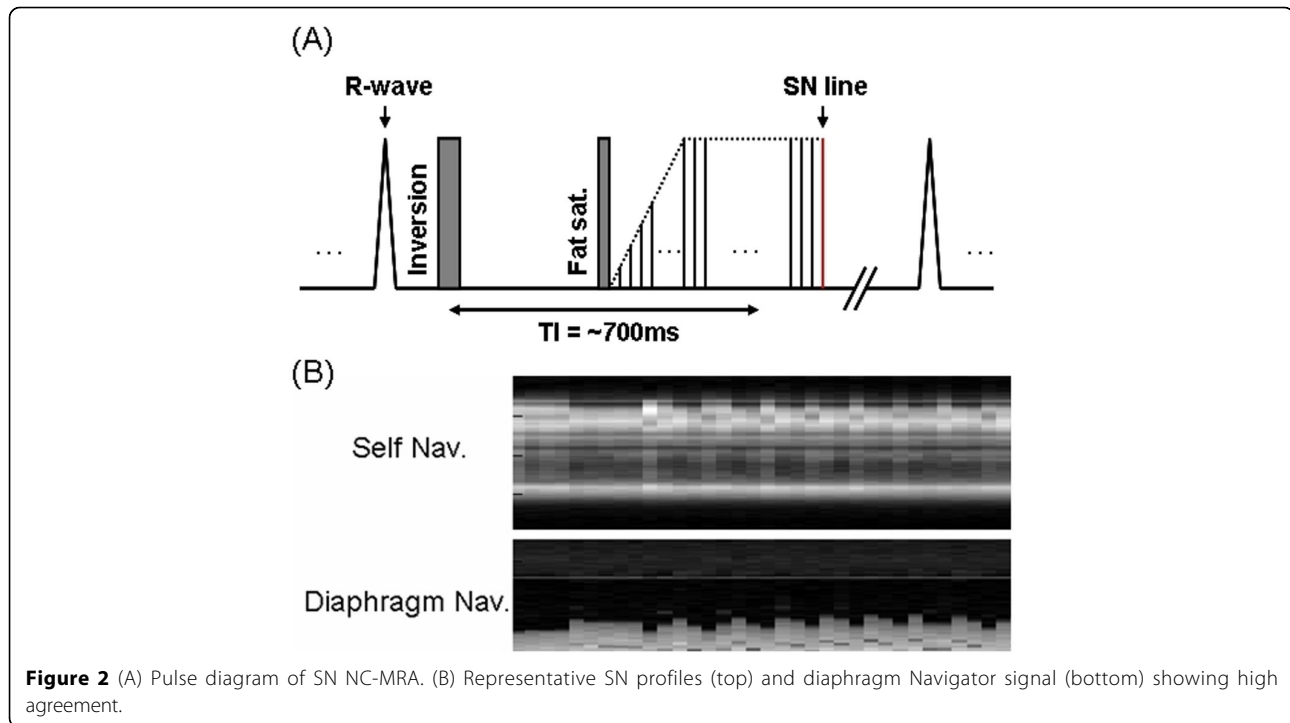 (A)
R-wave
SN line
Inversion
Fat sat.
...
...
...
...
TI = ~700ms
(B)
Self Nav.
Diaphragm Nav.
Figure 2 (A) Pulse diagram of SN NC-MRA. (B) Representative SN profiles (top) and diaphragm Navigator signal (bottom) showing high
agreement.